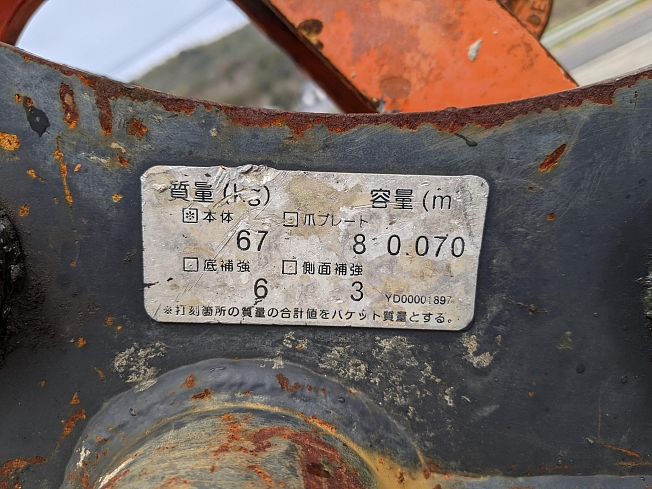 質量 (kg) 容量 (m
※ 本体 □ 爪プレート
67 8 0.070
□ 底補強 □ 側面補強
6 3 YD00001897
※打刻箇所の質量の合計値をバケット質量とする。